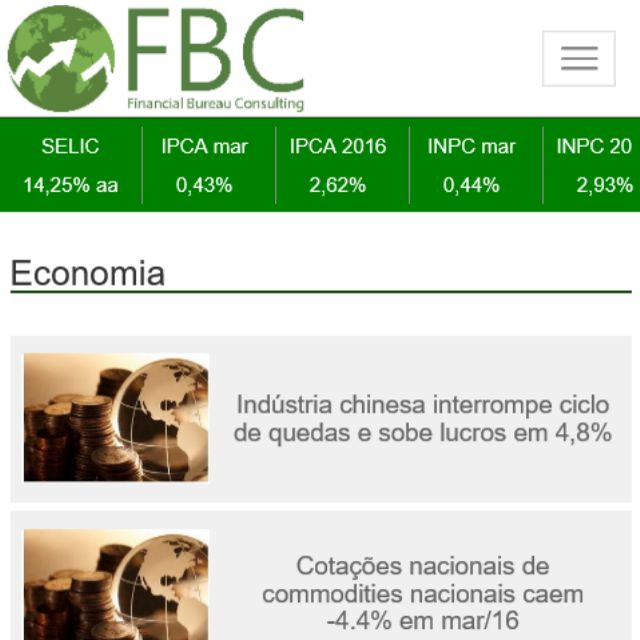 FBC
Financial Bureau Consulting
SELIC IPCA mar IPCA 2016 INPC mar INPC 20
14,25% aa 0,43% 2,62% 0,44% 2,93%
Economia
Indústria chinesa interrompe ciclo
de quedas e sobe lucros em 4,8%
Cotações nacionais de
commodities nacionais caem
-4.4% em mar/16